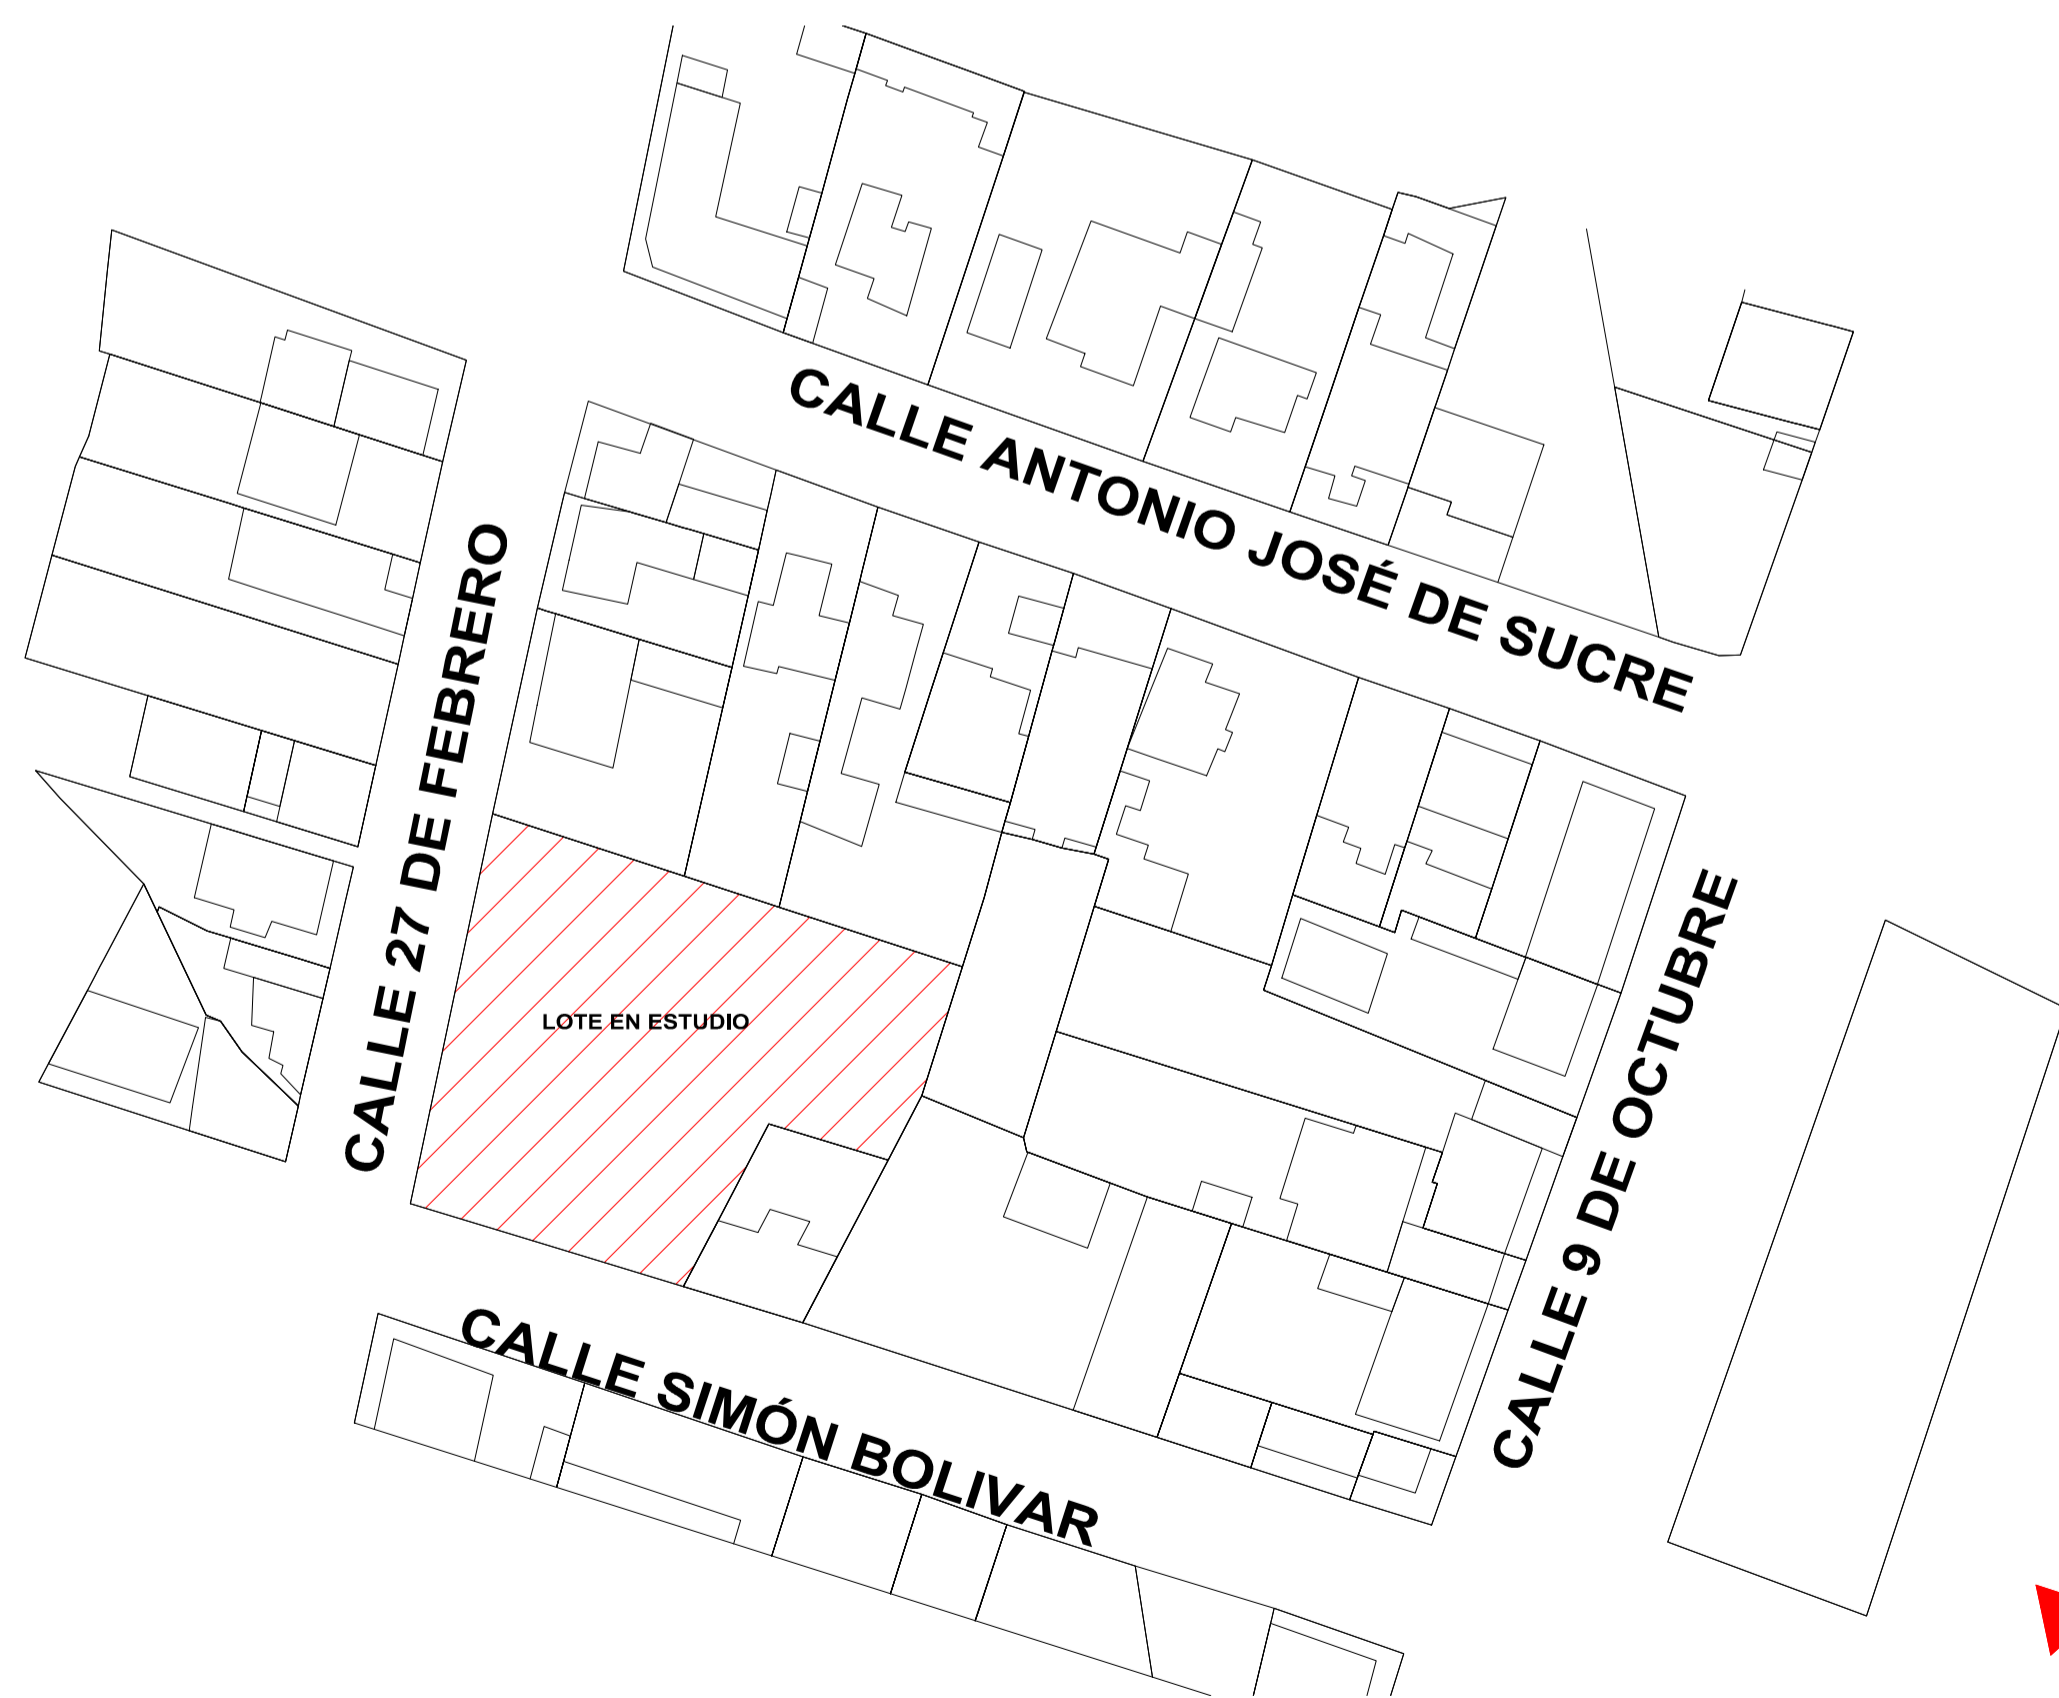 CALLE ANTONIO JOSÉ DE SUCRE
CALLE 27 DE FEBRERO
LOTE EN ESTUDIO
CALLE 9 DE OCTUBRE
CALLE SIMÓN BOLIVAR